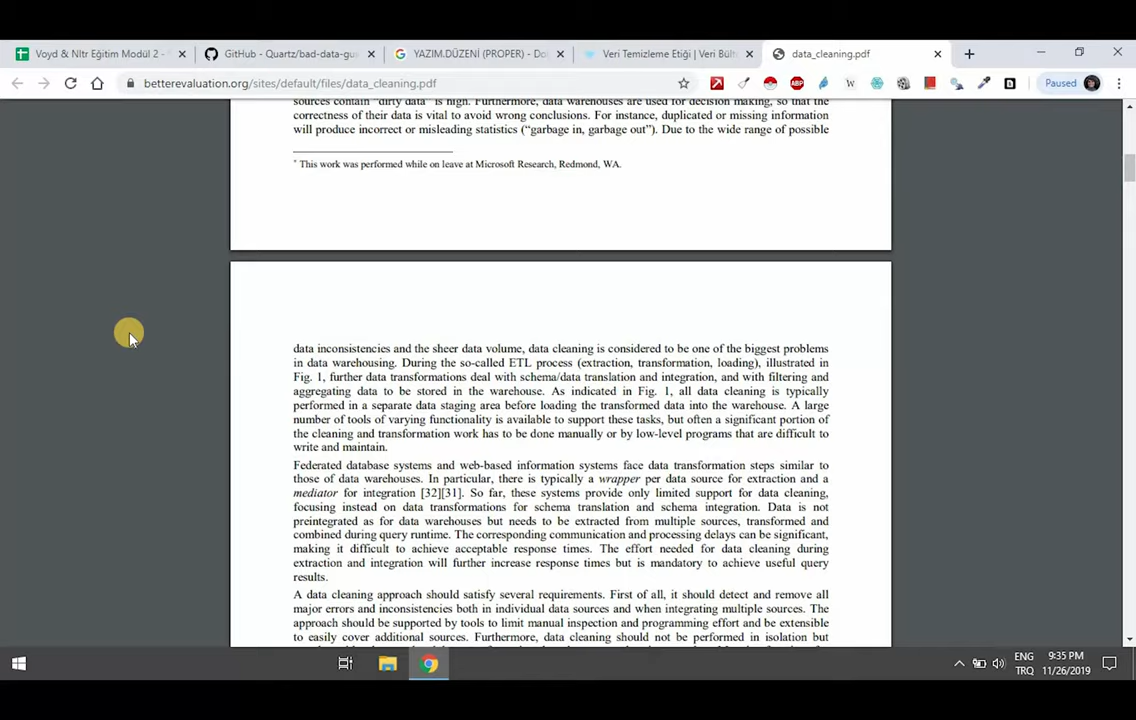 Voyd & Nltr Eğitim Modül 2 -
GitHub - Quartz/bad-data-gu
YAZIM.DÜZENİ (PROPER) - Do
Veri Temizleme Etiği | Veri Bült
data_cleaning.pdf
betterevaluation.org/sites/default/files/data_cleaning.pdf
ABP
W
Paused
sources contain "dirty data" is high. Furthermore, data warehouses are used for decision making, so that the
correctness of their data is vital to avoid wrong conclusions. For instance, duplicated or missing information
will produce incorrect or misleading statistics ("garbage in, garbage out"). Due to the wide range of possible
* This work was performed while on leave at Microsoft Research, Redmond, WA.
data inconsistencies and the sheer data volume, data cleaning is considered to be one of the biggest problems
in data warehousing. During the so-called ETL process (extraction, transformation, loading), illustrated in
Fig. 1, further data transformations deal with schema/data translation and integration, and with filtering and
aggregating data to be stored in the warehouse. As indicated in Fig. 1, all data cleaning is typically
performed in a separate data staging area before loading the transformed data into the warehouse. A large
number of tools of varying functionality is available to support these tasks, but often a significant portion of
the cleaning and transformation work has to be done manually or by low-level programs that are difficult to
write and maintain.
Federated database systems and web-based information systems face data transformation steps similar to
those of data warehouses. In particular, there is typically a wrapper per data source for extraction and a
mediator for integration [32][31]. So far, these systems provide only limited support for data cleaning,
focusing instead on data transformations for schema translation and schema integration. Data is not
preintegrated as for data warehouses but needs to be extracted from multiple sources, transformed and
combined during query runtime. The corresponding communication and processing delays can be significant,
making it difficult to achieve acceptable response times. The effort needed for data cleaning during
extraction and integration will further increase response times but is mandatory to achieve useful query
results.
A data cleaning approach should satisfy several requirements. First of all, it should detect and remove all
major errors and inconsistencies both in individual data sources and when integrating multiple sources. The
approach should be supported by tools to limit manual inspection and programming effort and be extensible
to easily cover additional sources. Furthermore, data cleaning should not be performed in isolation but
ENG
TRQ
9:35 PM
11/26/2019